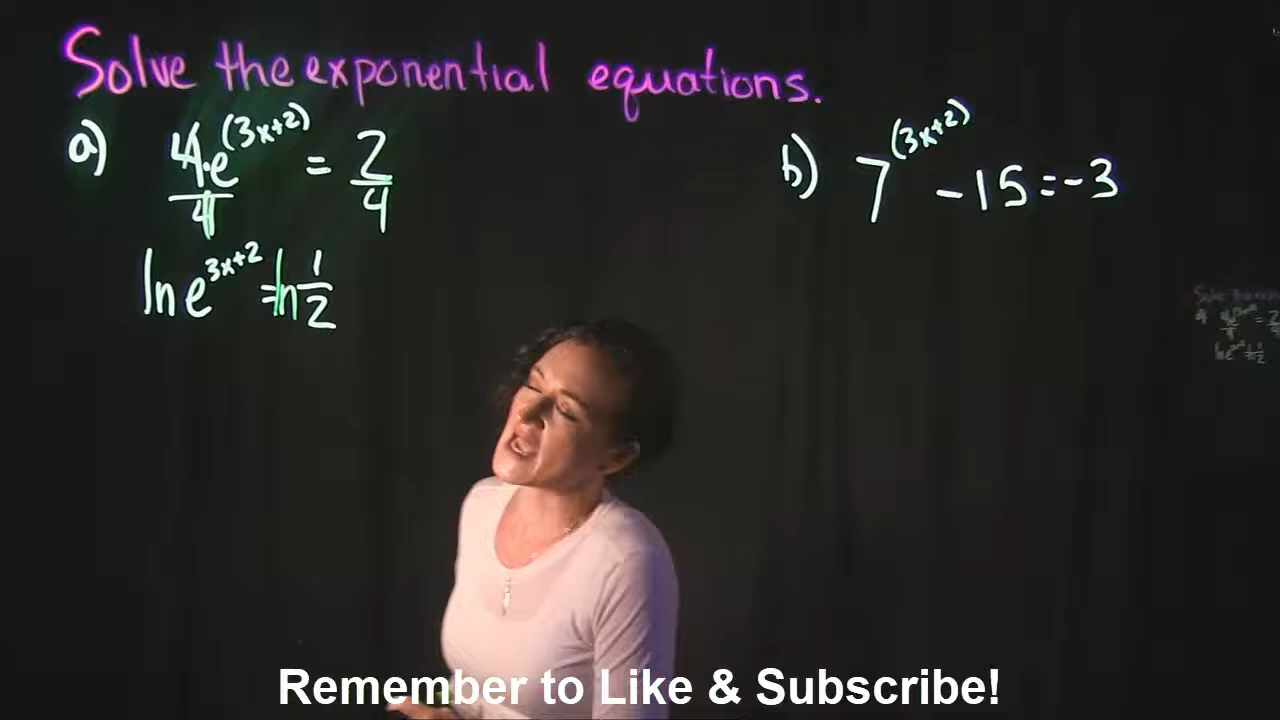 Solve the exponential equations.
a) 4·e^(3x+2) / 4 = 2/4
ln e^3x+2 = ln 1/2
b) 7^(3x+2) - 15 = -3
Remember to Like & Subscribe!